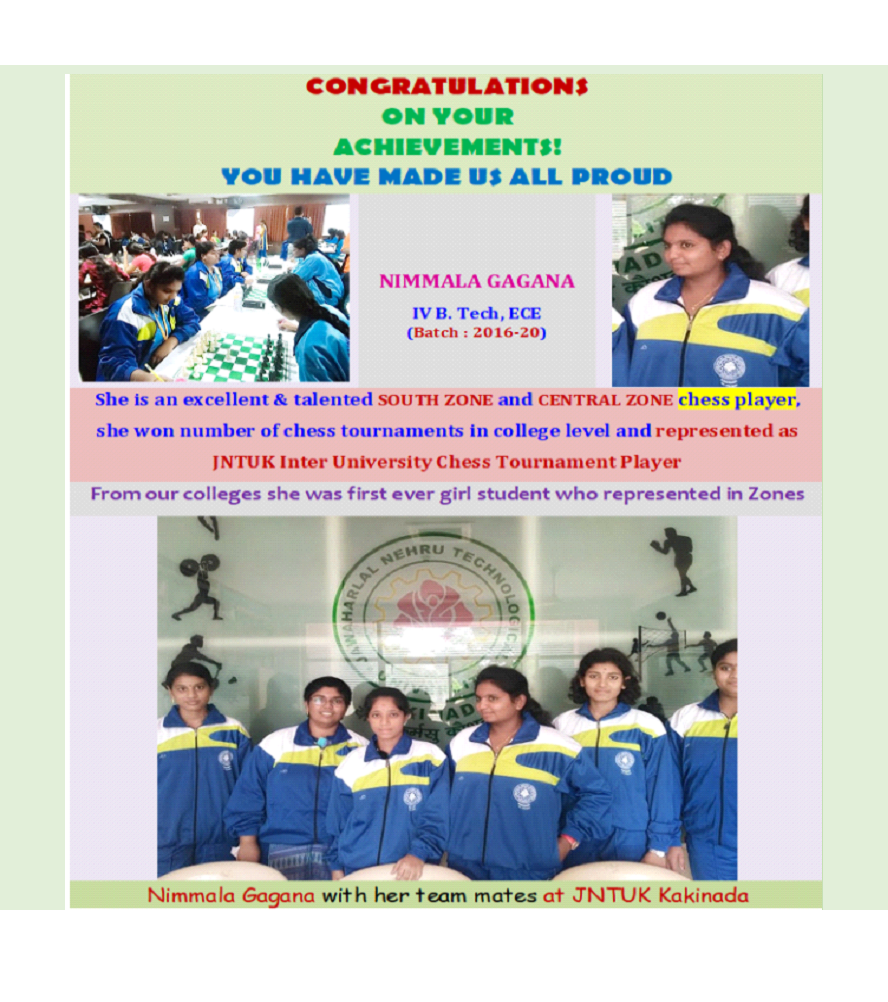 CONGRATULATIONS
ON YOUR
ACHIEVEMENTS!
YOU HAVE MADE US ALL PROUD
NIMMALA GAGANA
IV B. Tech, ECE
(Batch : 2016-20)
She is an excellent & talented SOUTH ZONE and CENTRAL ZONE chess player,
she won number of chess tournaments in college level and represented as
JNTUK Inter University Chess Tournament Player
From our colleges she was first ever girl student who represented in Zones
JAWAHARLAL NEHRU TECHNOLOGIC
Nimmala Gagana with her team mates at JNTUK Kakinada